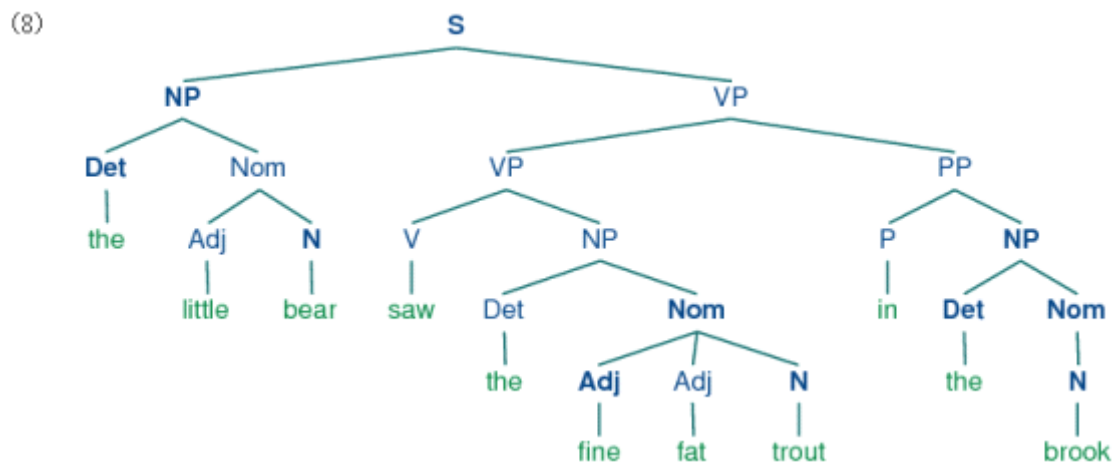 (8)
S
NP VP
Det Nom VP PP
the Adj N V NP P NP
little bear saw Det Nom in Det Nom
the Adj Adj N the N
fine fat trout brook